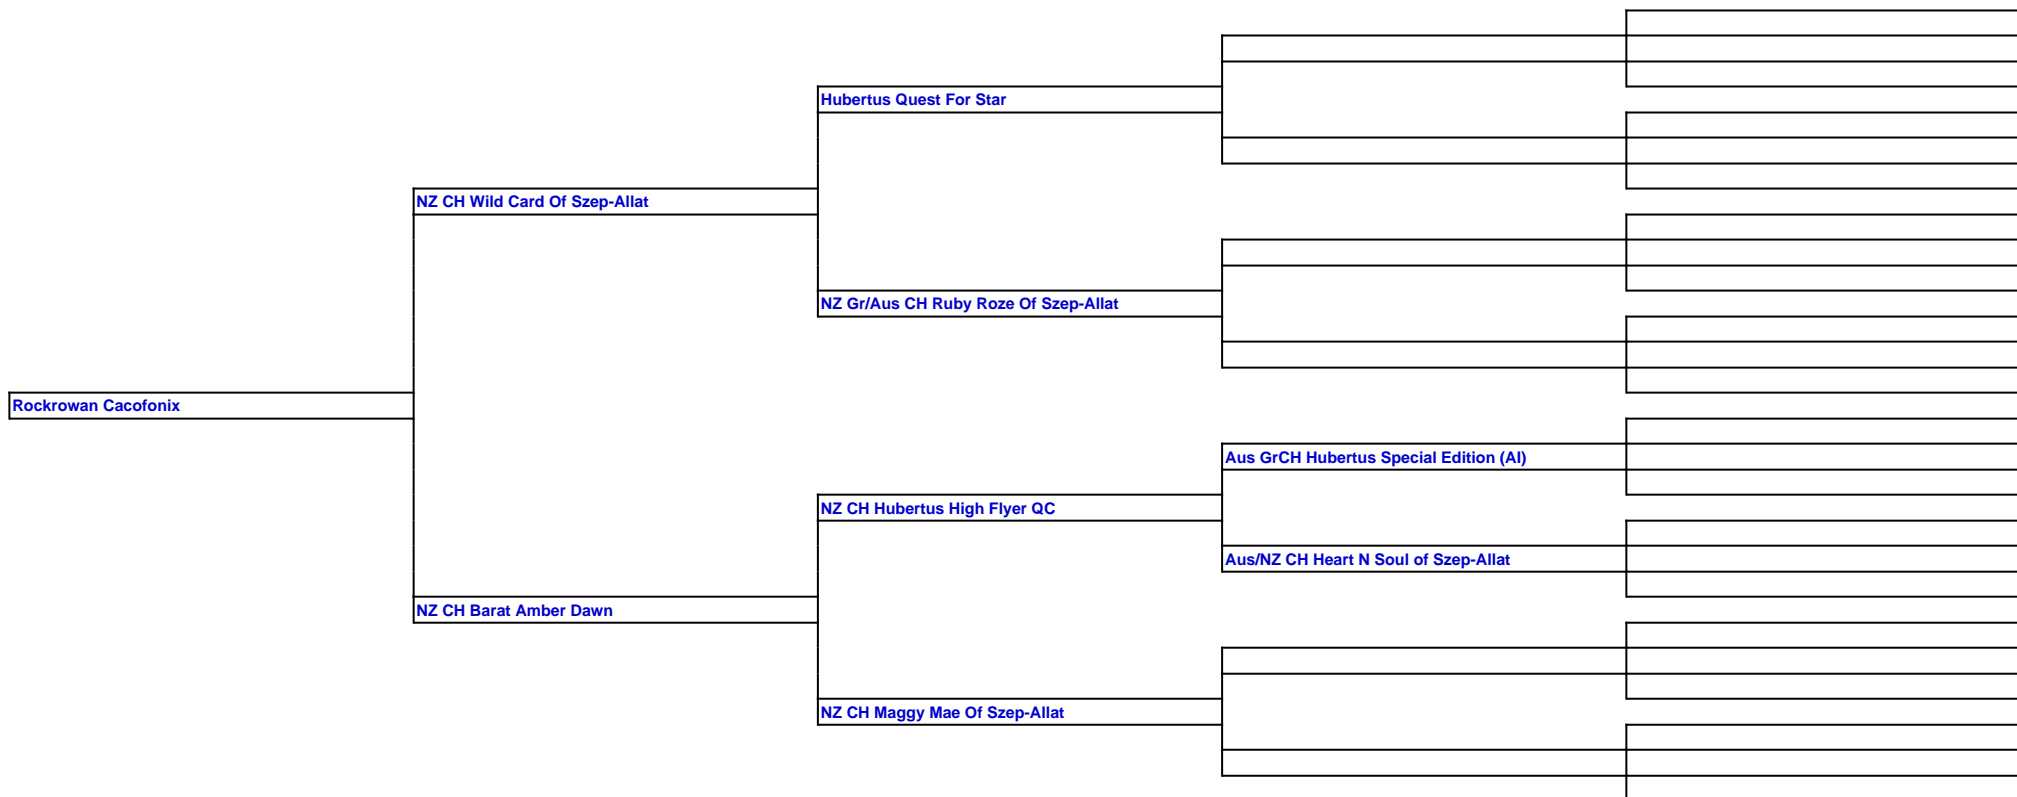 Hubertus Quest For Star
NZ CH Wild Card Of Szep-Allat
NZ Gr/Aus CH Ruby Roze Of Szep-Allat
Rockrowan Cacofonix
Aus GrCH Hubertus Special Edition (AI)
NZ CH Hubertus High Flyer QC
Aus/NZ CH Heart N Soul of Szep-Allat
NZ CH Barat Amber Dawn
NZ CH Maggy Mae Of Szep-Allat